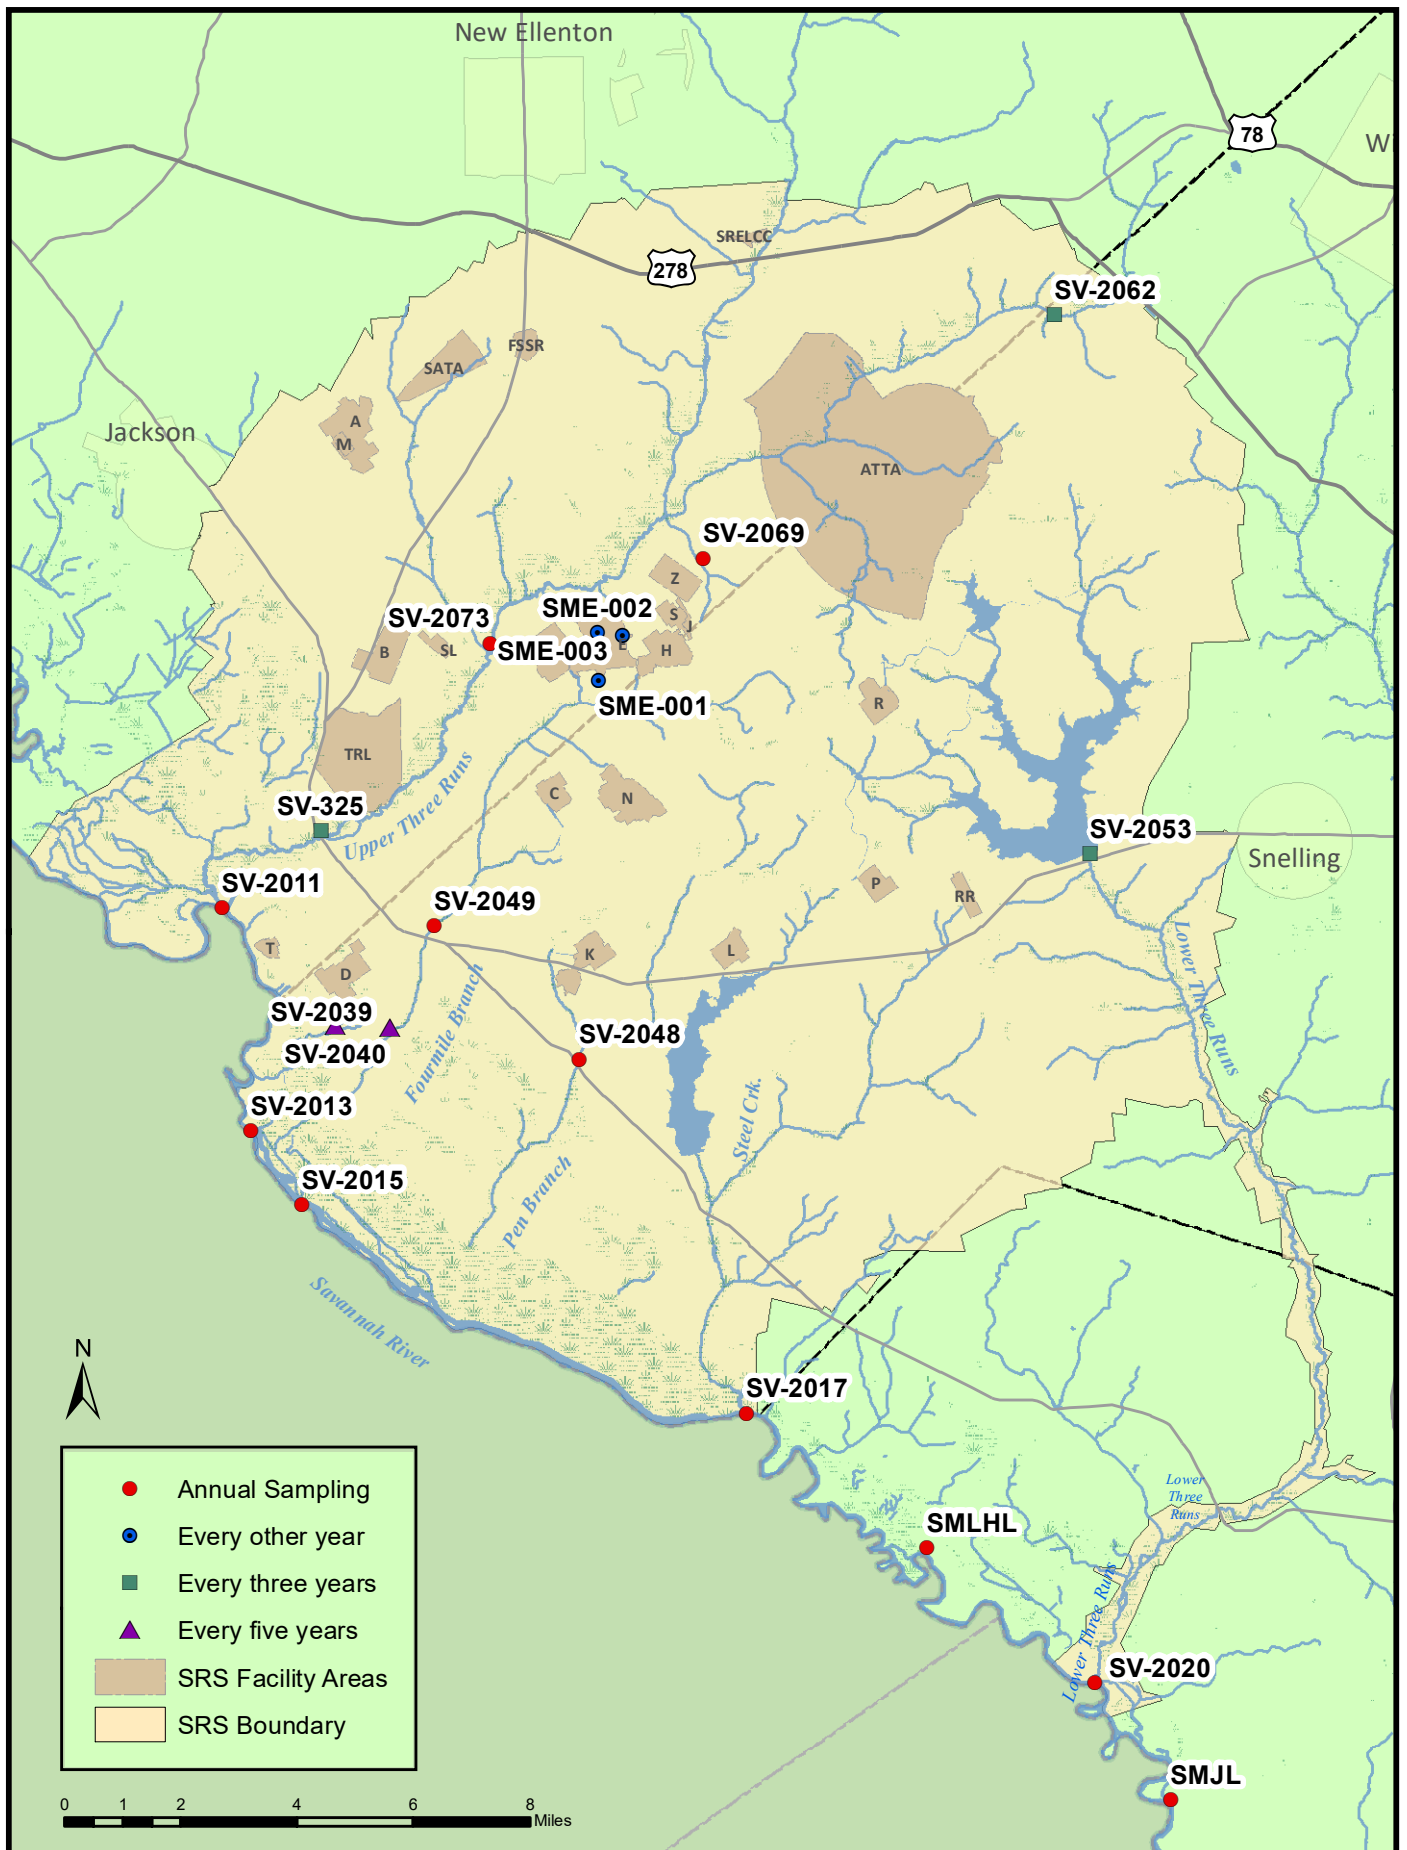 New Ellenton
78
W
SRELCC
278
SV-2062
FSSR
SATA
A
M
Jackson
ATTA
SV-2069
Z
SME-002
S
J
SV-2073
E
SME-003
H
B
SL
SME-001
R
TRL
C
N
SV-325
Upper Three Runs
SV-2053
Snelling
P
RR
SV-2011
SV-2049
T
K
L
D
Lower Three Runs
SV-2039
SV-2040
Fourmile Branch
SV-2048
SV-2013
Steel Crk.
SV-2015
Pen Branch
Savannah River
N
SV-2017
Lower
Three
Runs
SMLHL
Lower Three Runs
SV-2020
SMJL
Annual Sampling
Every other year
Every three years
Every five years
SRS Facility Areas
SRS Boundary
0 1 2 4 6 8
Miles